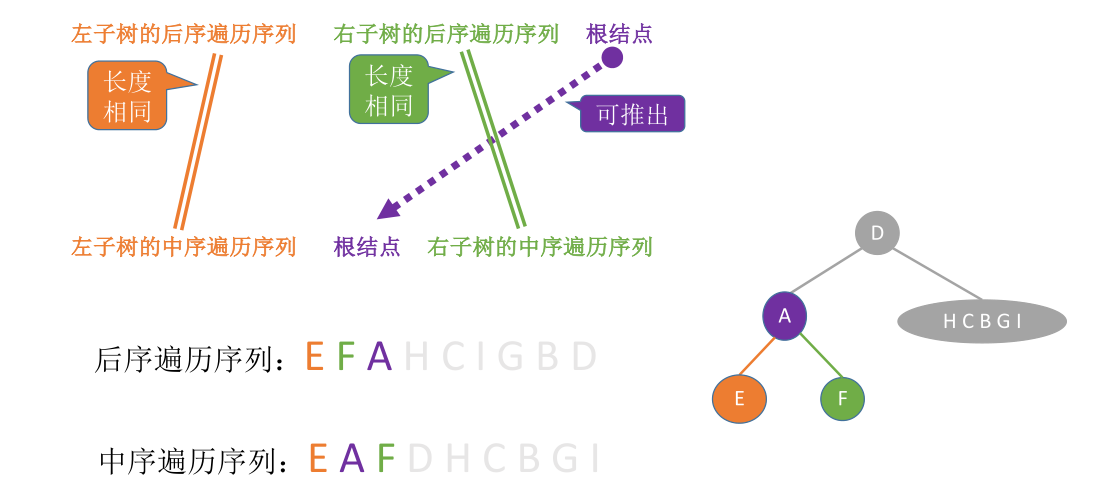 左子树的后序遍历序列 右子树的后序遍历序列 根结点
长度
相同
长度
相同
可推出
左子树的中序遍历序列 根结点 右子树的中序遍历序列
D
A
H C B G I
E
F
后序遍历序列：E F A H C I G B D
中序遍历序列：E A F D H C B G I